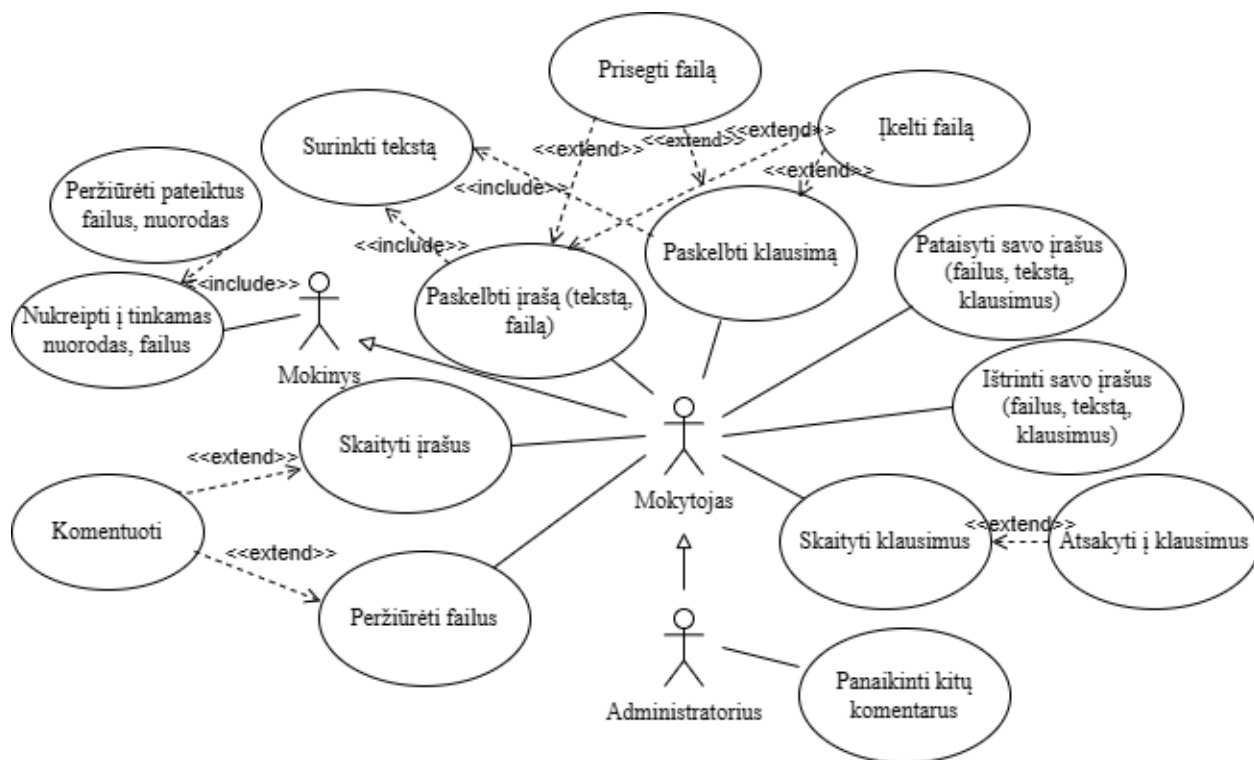 Prisegti failą
Įkelti failą
<<extend>>
<<extend>>
<<extend>>
<<extend>>
Surinkti tekstą
<<include>>
<<include>>
Peržiūrėti pateiktus
failus, nuorodas
<<include>>
Nukreipti į tinkamas
nuorodas, failus
Mokinys
Paskelbti įrašą (tekstą,
failą)
Paskelbti klausimą
Pataisyti savo įrašus
(failus, tekstą,
klausimus)
Ištrinti savo įrašus
(failus, tekstą,
klausimus)
Skaityti įrašus
<<extend>>
Komentuoti
<<extend>>
Peržiūrėti failus
Mokytojas
Skaityti klausimus
<<extend>>
Atsakyti į klausimus
Administratorius
Panaikinti kitų
komentarus